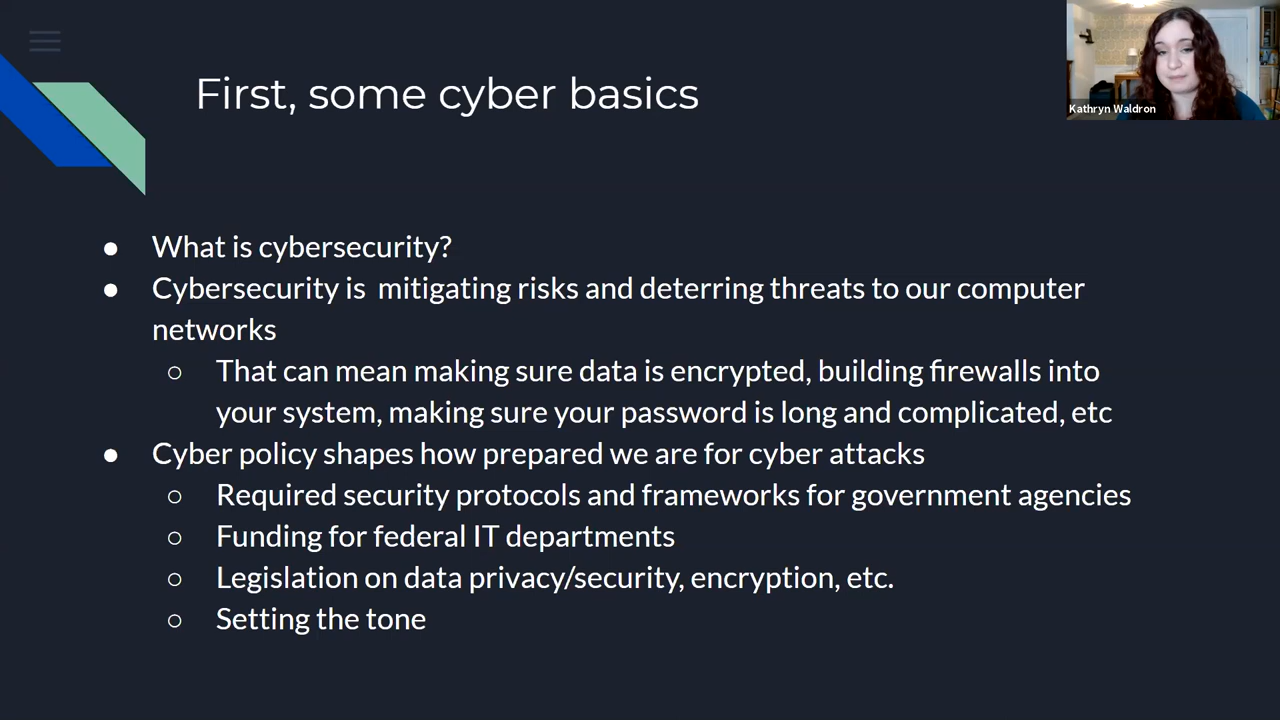 First, some cyber basics
Kathryn Waldron
● What is cybersecurity?
● Cybersecurity is mitigating risks and deterring threats to our computer
networks
○ That can mean making sure data is encrypted, building firewalls into
your system, making sure your password is long and complicated, etc
● Cyber policy shapes how prepared we are for cyber attacks
○ Required security protocols and frameworks for government agencies
○ Funding for federal IT departments
○ Legislation on data privacy/security, encryption, etc.
○ Setting the tone